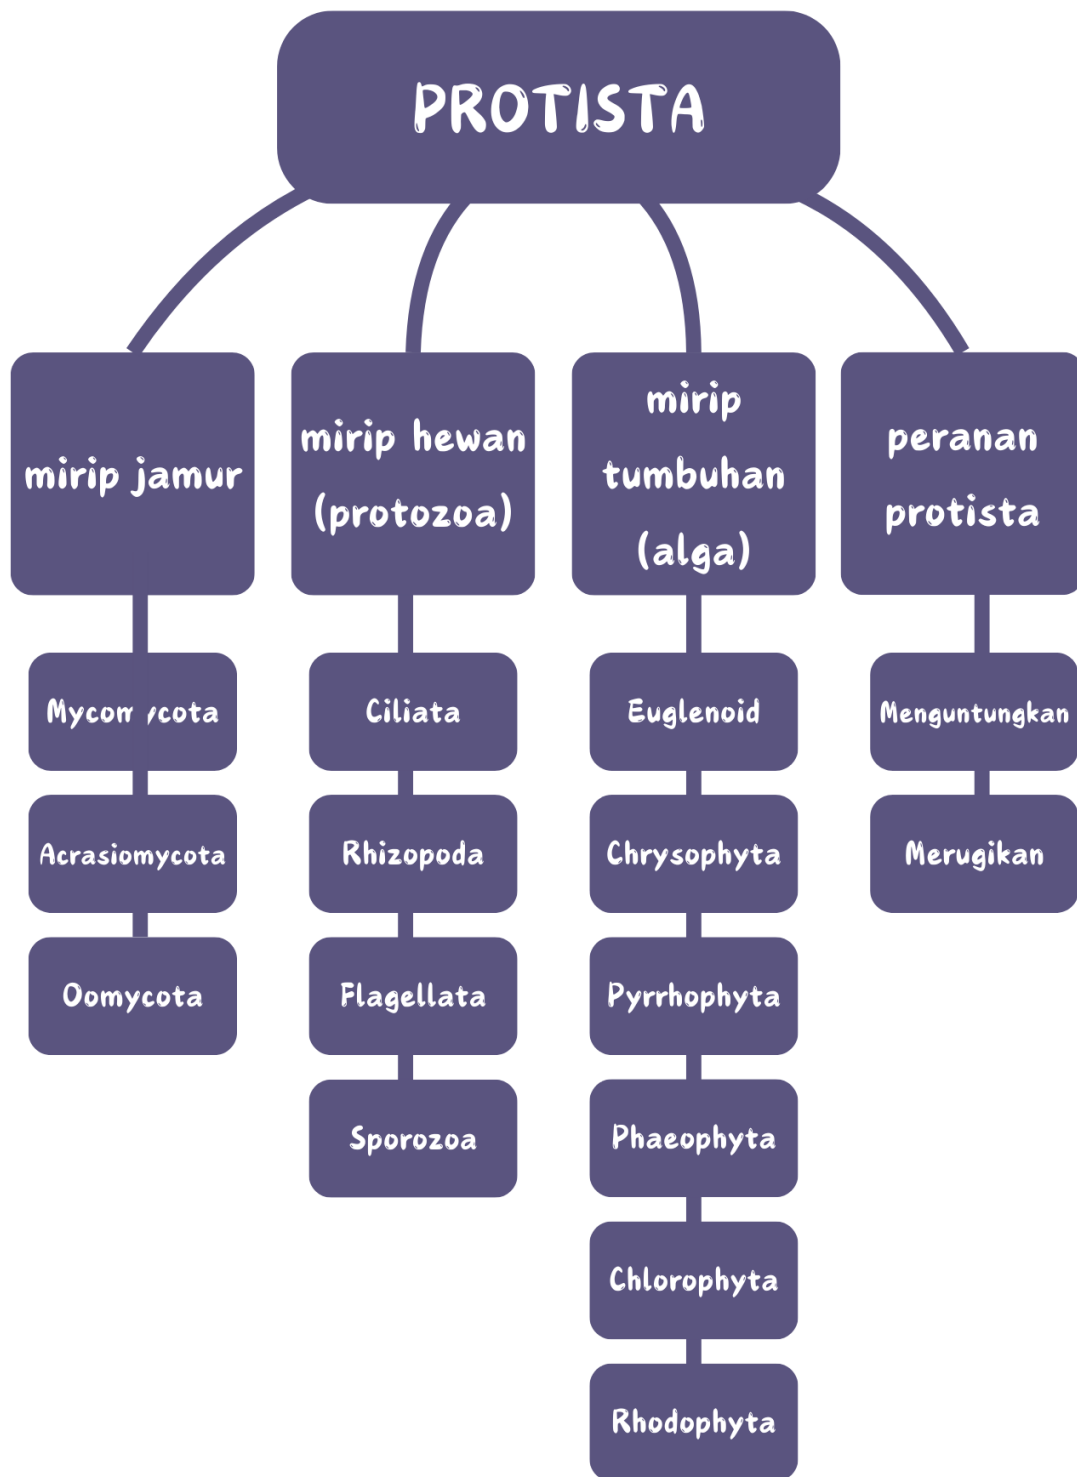 PROTISTA
mirip jamur
mirip hewan
(protozoa)
mirip
tumbuhan
(alga)
peranan
protista
Mycomycota
Acrasiomycota
Oomycota
Ciliata
Rhizopoda
Flagellata
Sporozoa
Euglenoid
Chrysophyta
Pyrrhophyta
Phaeophyta
Chlorophyta
Rhodophyta
Menguntungkan
Merugikan